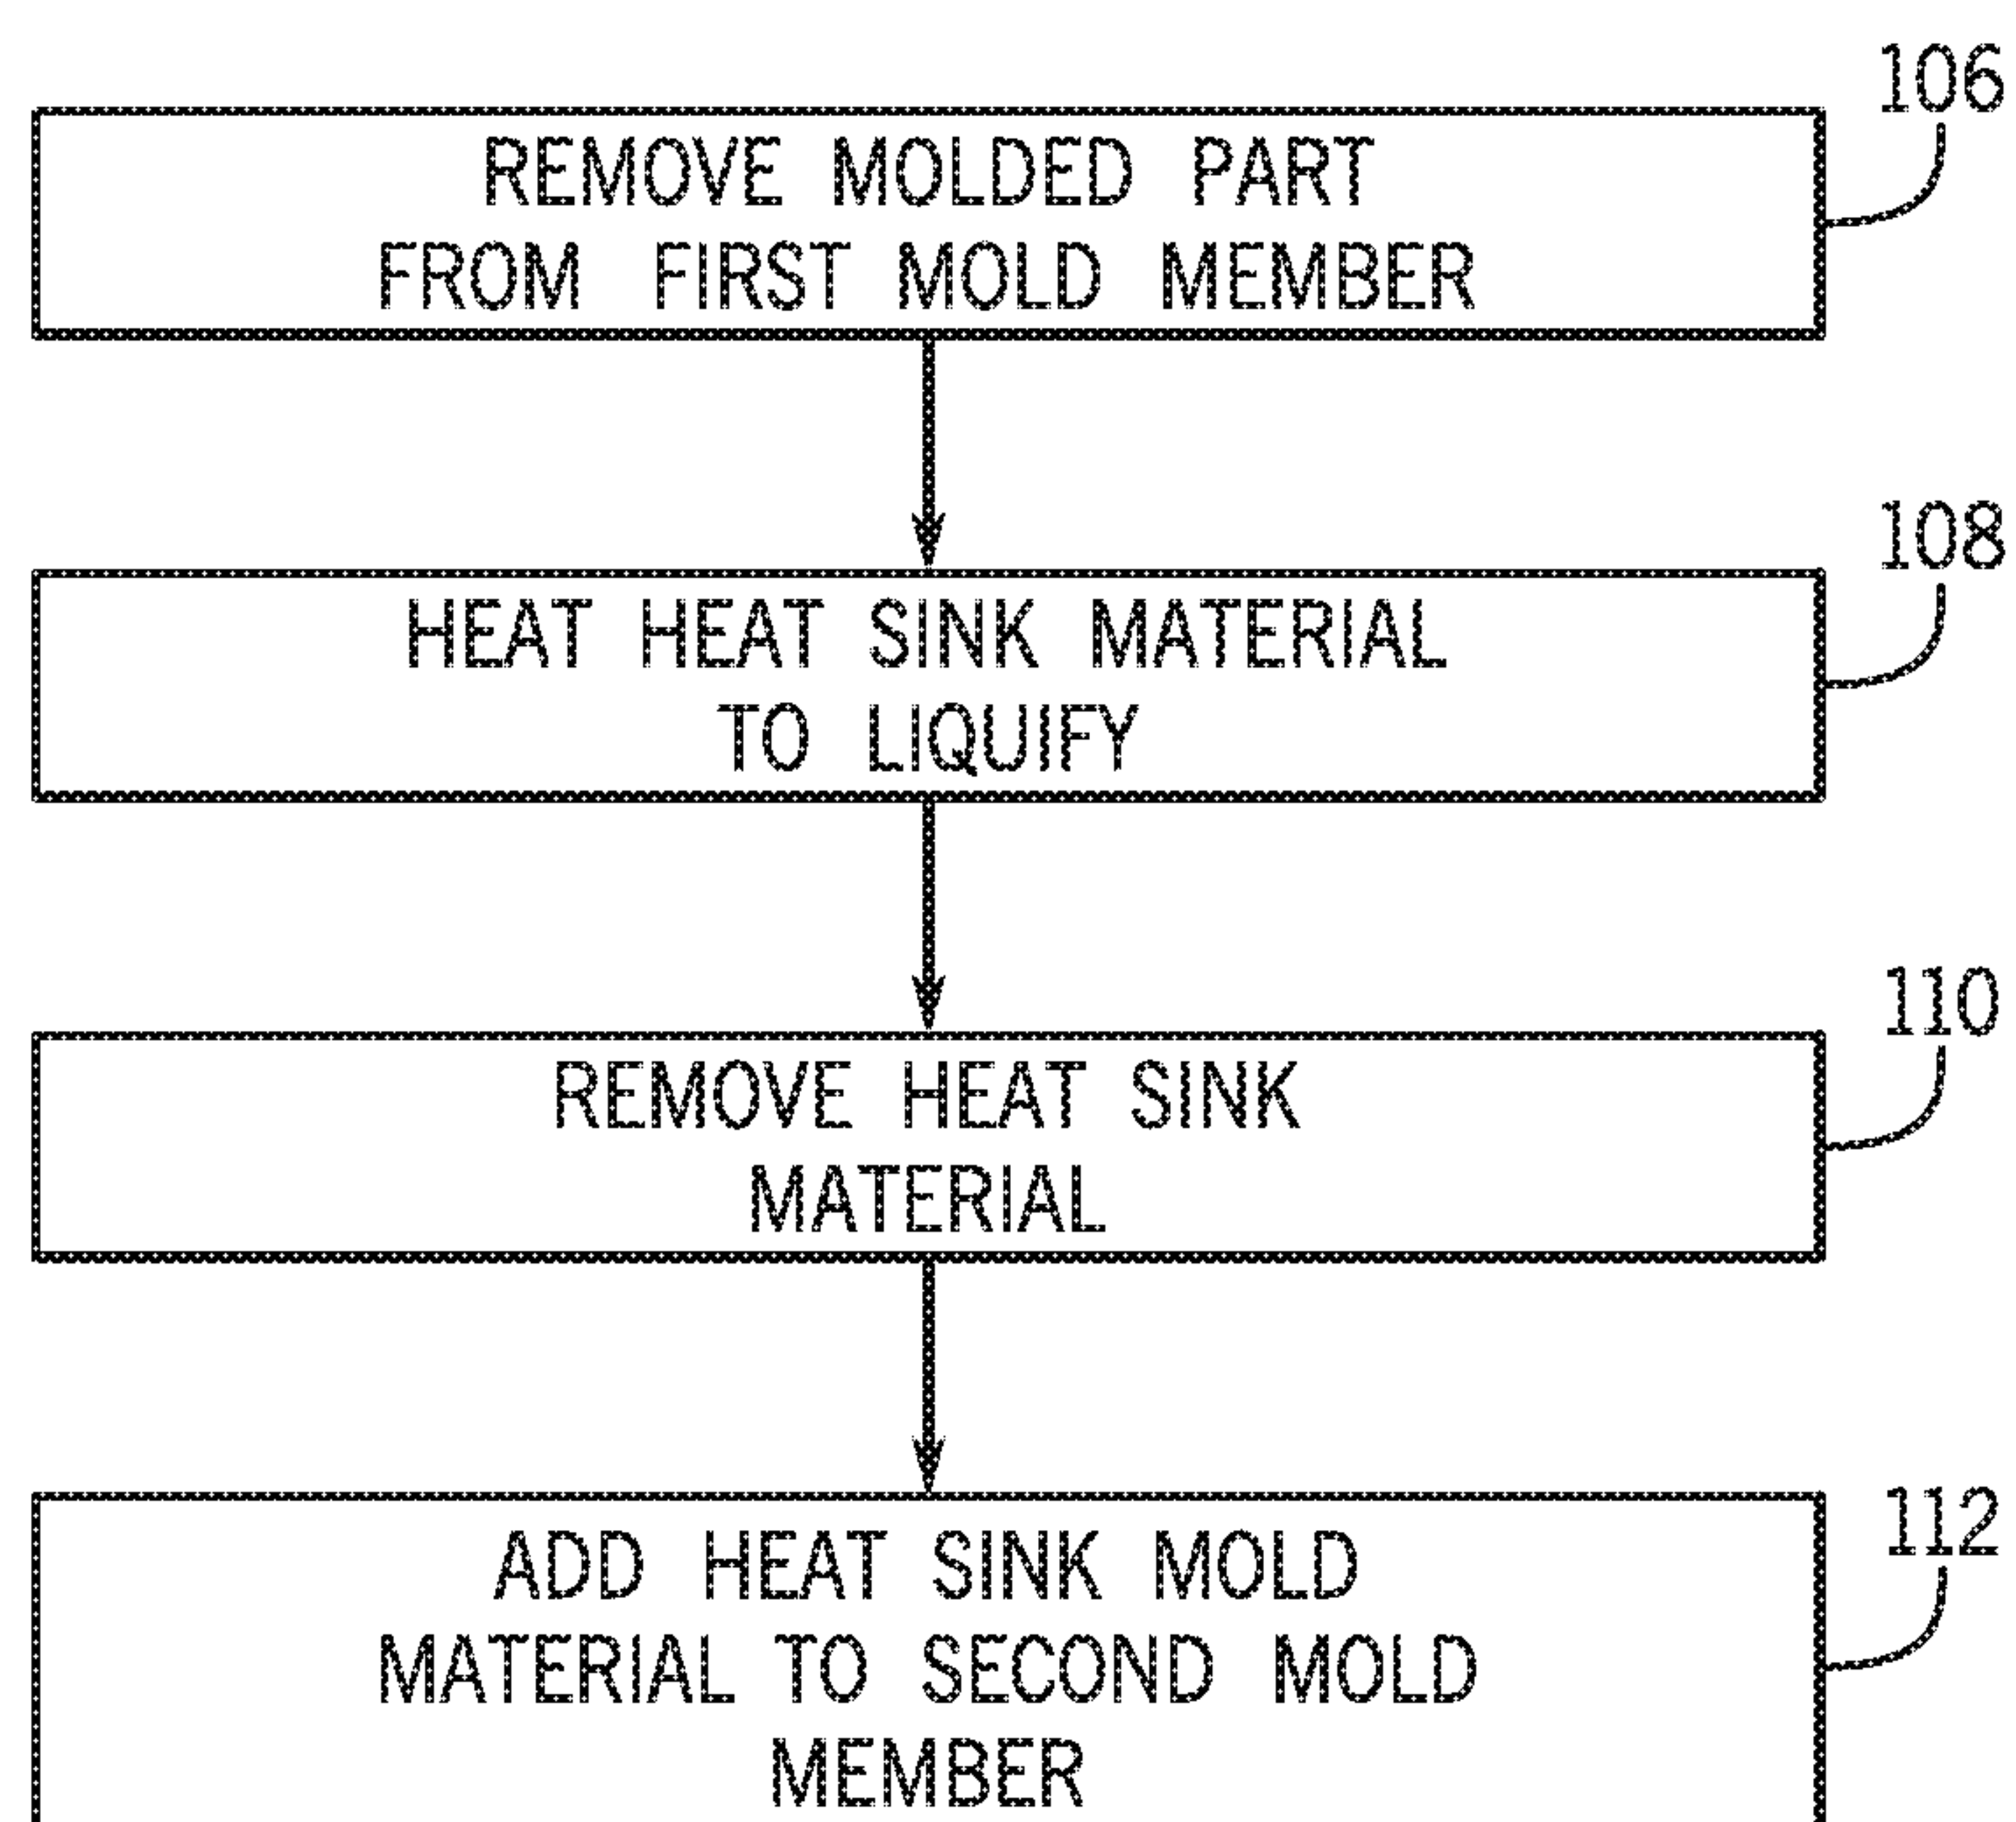 106
REMOVE MOLDED PART
FROM FIRST MOLD MEMBER
108
HEAT HEAT SINK MATERIAL
TO LIQUIFY
110
REMOVE HEAT SINK
MATERIAL
112
ADD HEAT SINK MOLD
MATERIAL TO SECOND MOLD
MEMBER